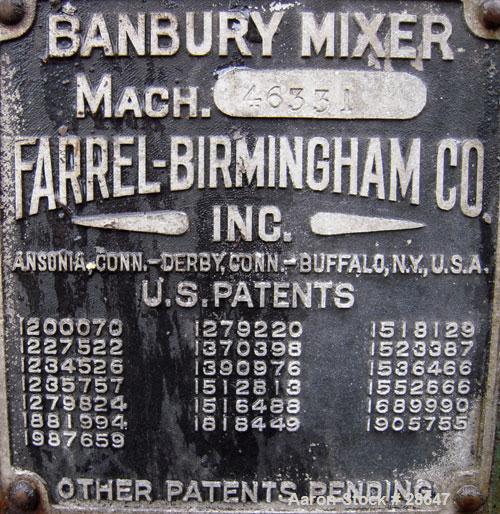 BANBURY MIXER
MACH. 46331
FARREL-BIRMINGHAM CO.
INC.
ANSONIA, CONN.-DERBY, CONN.-BUFFALO, N.Y., U.S.A.
U.S. PATENTS
1200070 1279220 1518129
1227522 1370398 1523387
1234526 1390976 1536466
1235757 1512813 1552666
1279824 1516488 1689990
1881994 1818449 1905755
1987659
OTHER PATENTS PENDING.
Aaron Stock # 28647